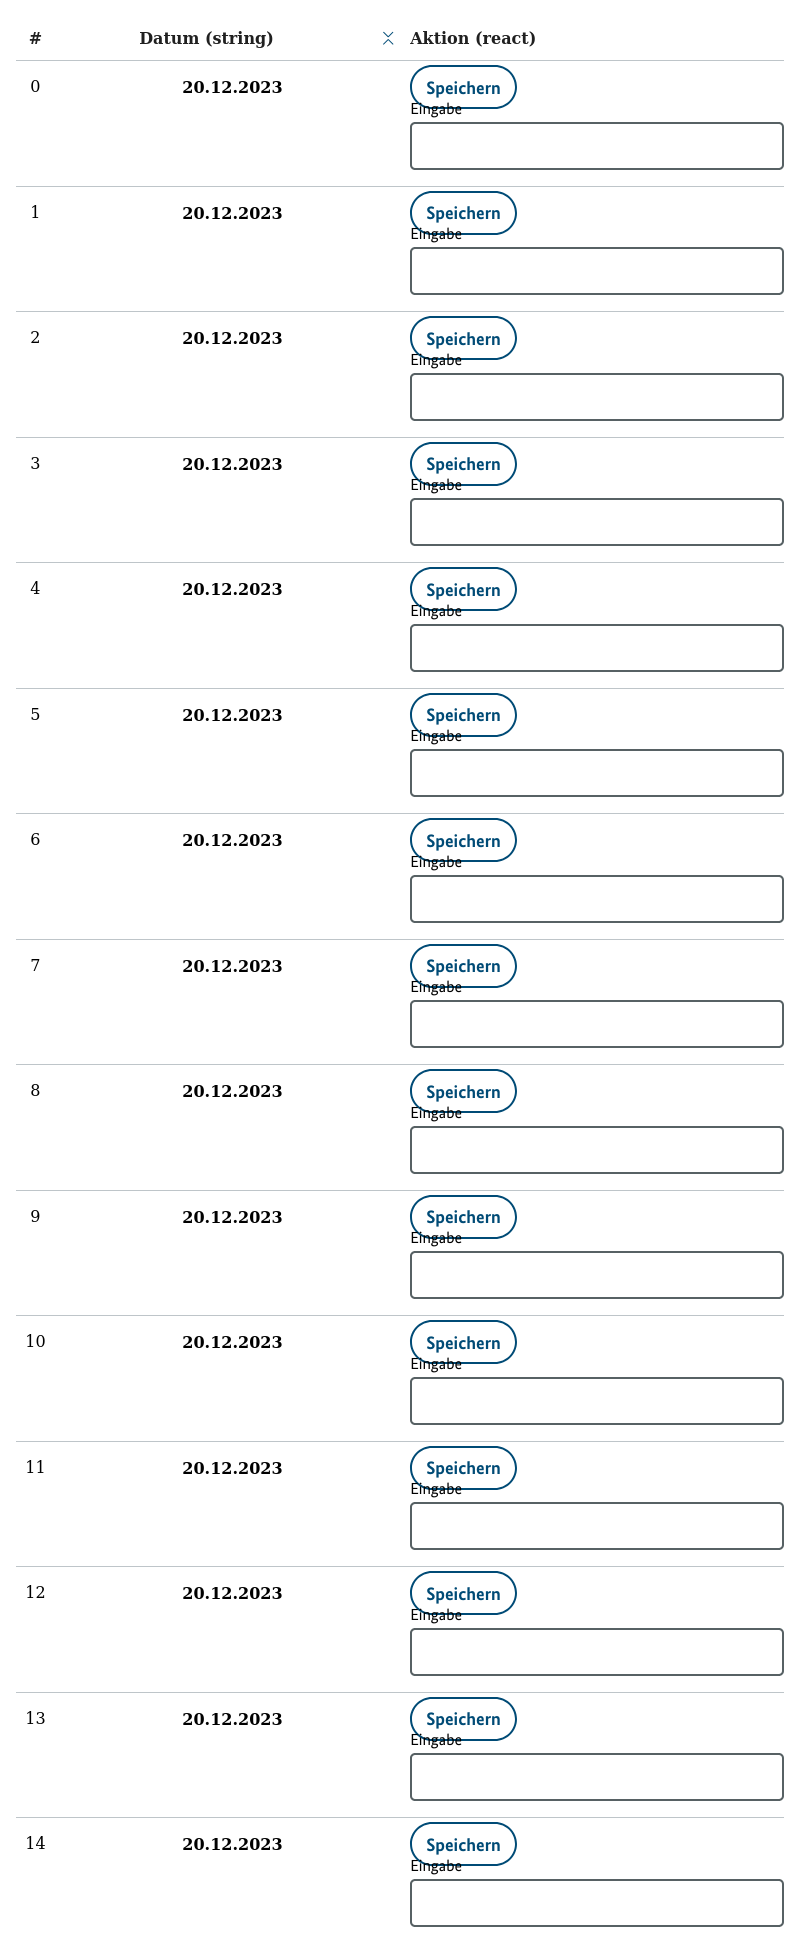 # Datum (string) Aktion (react)
0 20.12.2023 Speichern
Eingabe
1 20.12.2023 Speichern
Eingabe
2 20.12.2023 Speichern
Eingabe
3 20.12.2023 Speichern
Eingabe
4 20.12.2023 Speichern
Eingabe
5 20.12.2023 Speichern
Eingabe
6 20.12.2023 Speichern
Eingabe
7 20.12.2023 Speichern
Eingabe
8 20.12.2023 Speichern
Eingabe
9 20.12.2023 Speichern
Eingabe
10 20.12.2023 Speichern
Eingabe
11 20.12.2023 Speichern
Eingabe
12 20.12.2023 Speichern
Eingabe
13 20.12.2023 Speichern
Eingabe
14 20.12.2023 Speichern
Eingabe